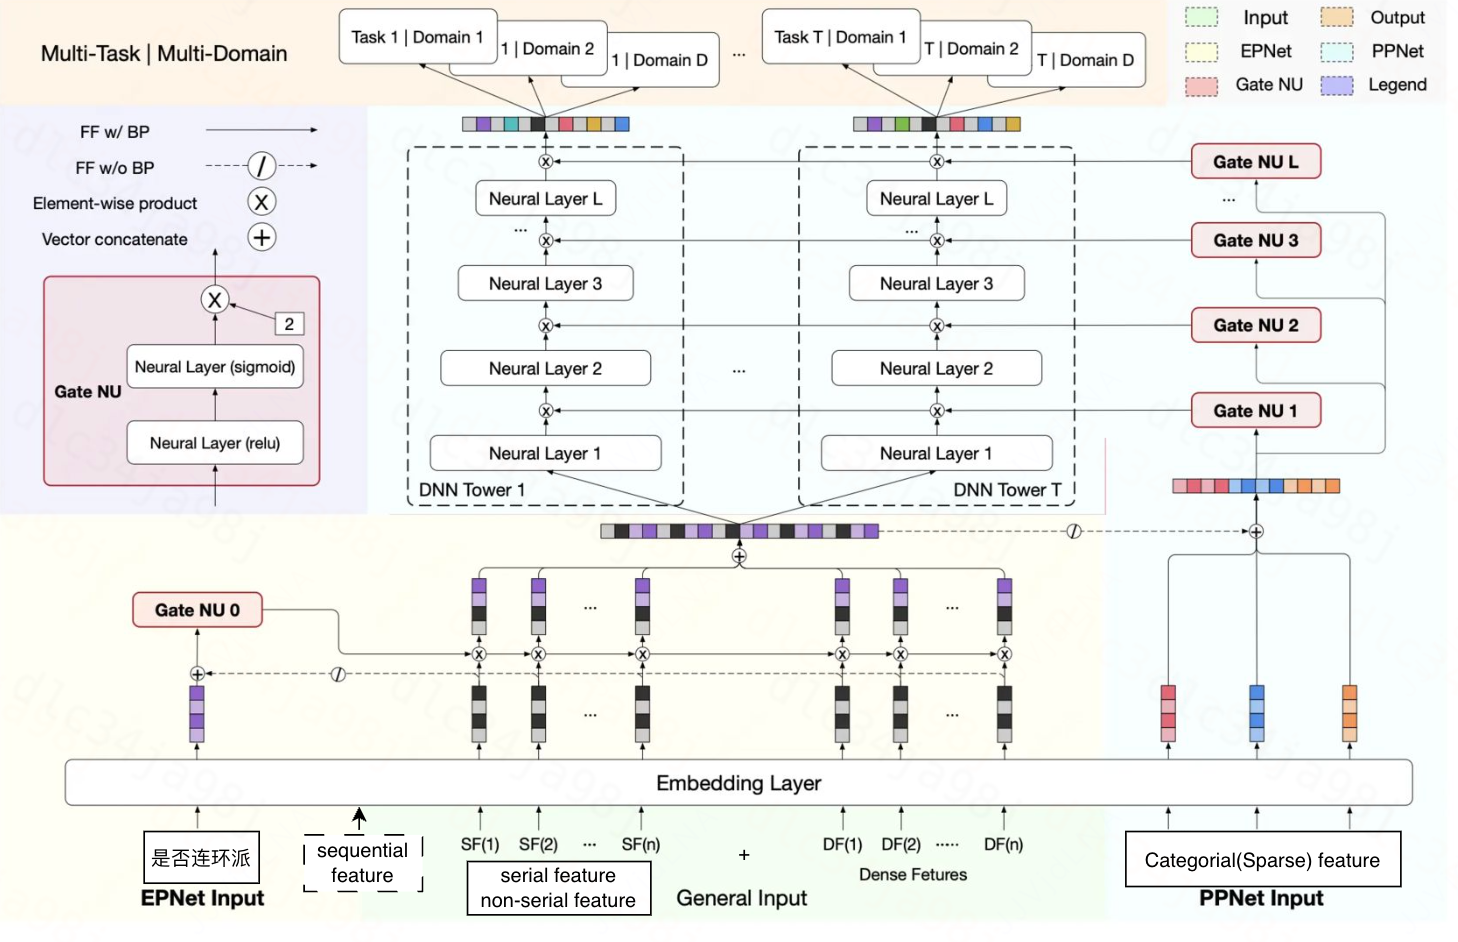 Multi-Task | Multi-Domain
Task 1 | Domain 1
1 | Domain 2
1 | Domain D
...
Task T | Domain 1
T | Domain 2
T | Domain D
Input
Output
EPNet
PPNet
Gate NU
Legend
FF w/ BP
FF w/o BP
/
Element-wise product
X
Vector concatenate
+
X
2
Neural Layer (sigmoid)
Gate NU
Neural Layer (relu)
x
Neural Layer L
...
x
Neural Layer 3
x
Neural Layer 2
x
Neural Layer 1
DNN Tower 1
...
x
Neural Layer L
...
x
Neural Layer 3
x
Neural Layer 2
x
Neural Layer 1
DNN Tower T
Gate NU L
...
Gate NU 3
Gate NU 2
Gate NU 1
/
+
+
Gate NU 0
...
...
x
x
x
x
x
x
+
/
...
...
Embedding Layer
是否连环派
EPNet Input
sequential
feature
SF(1)
SF(2)
...
SF(n)
serial feature
non-serial feature
+
General Input
DF(1)
DF(2)
.....
DF(n)
Dense Fetures
Categorial(Sparse) feature
PPNet Input
dlc34ja98j